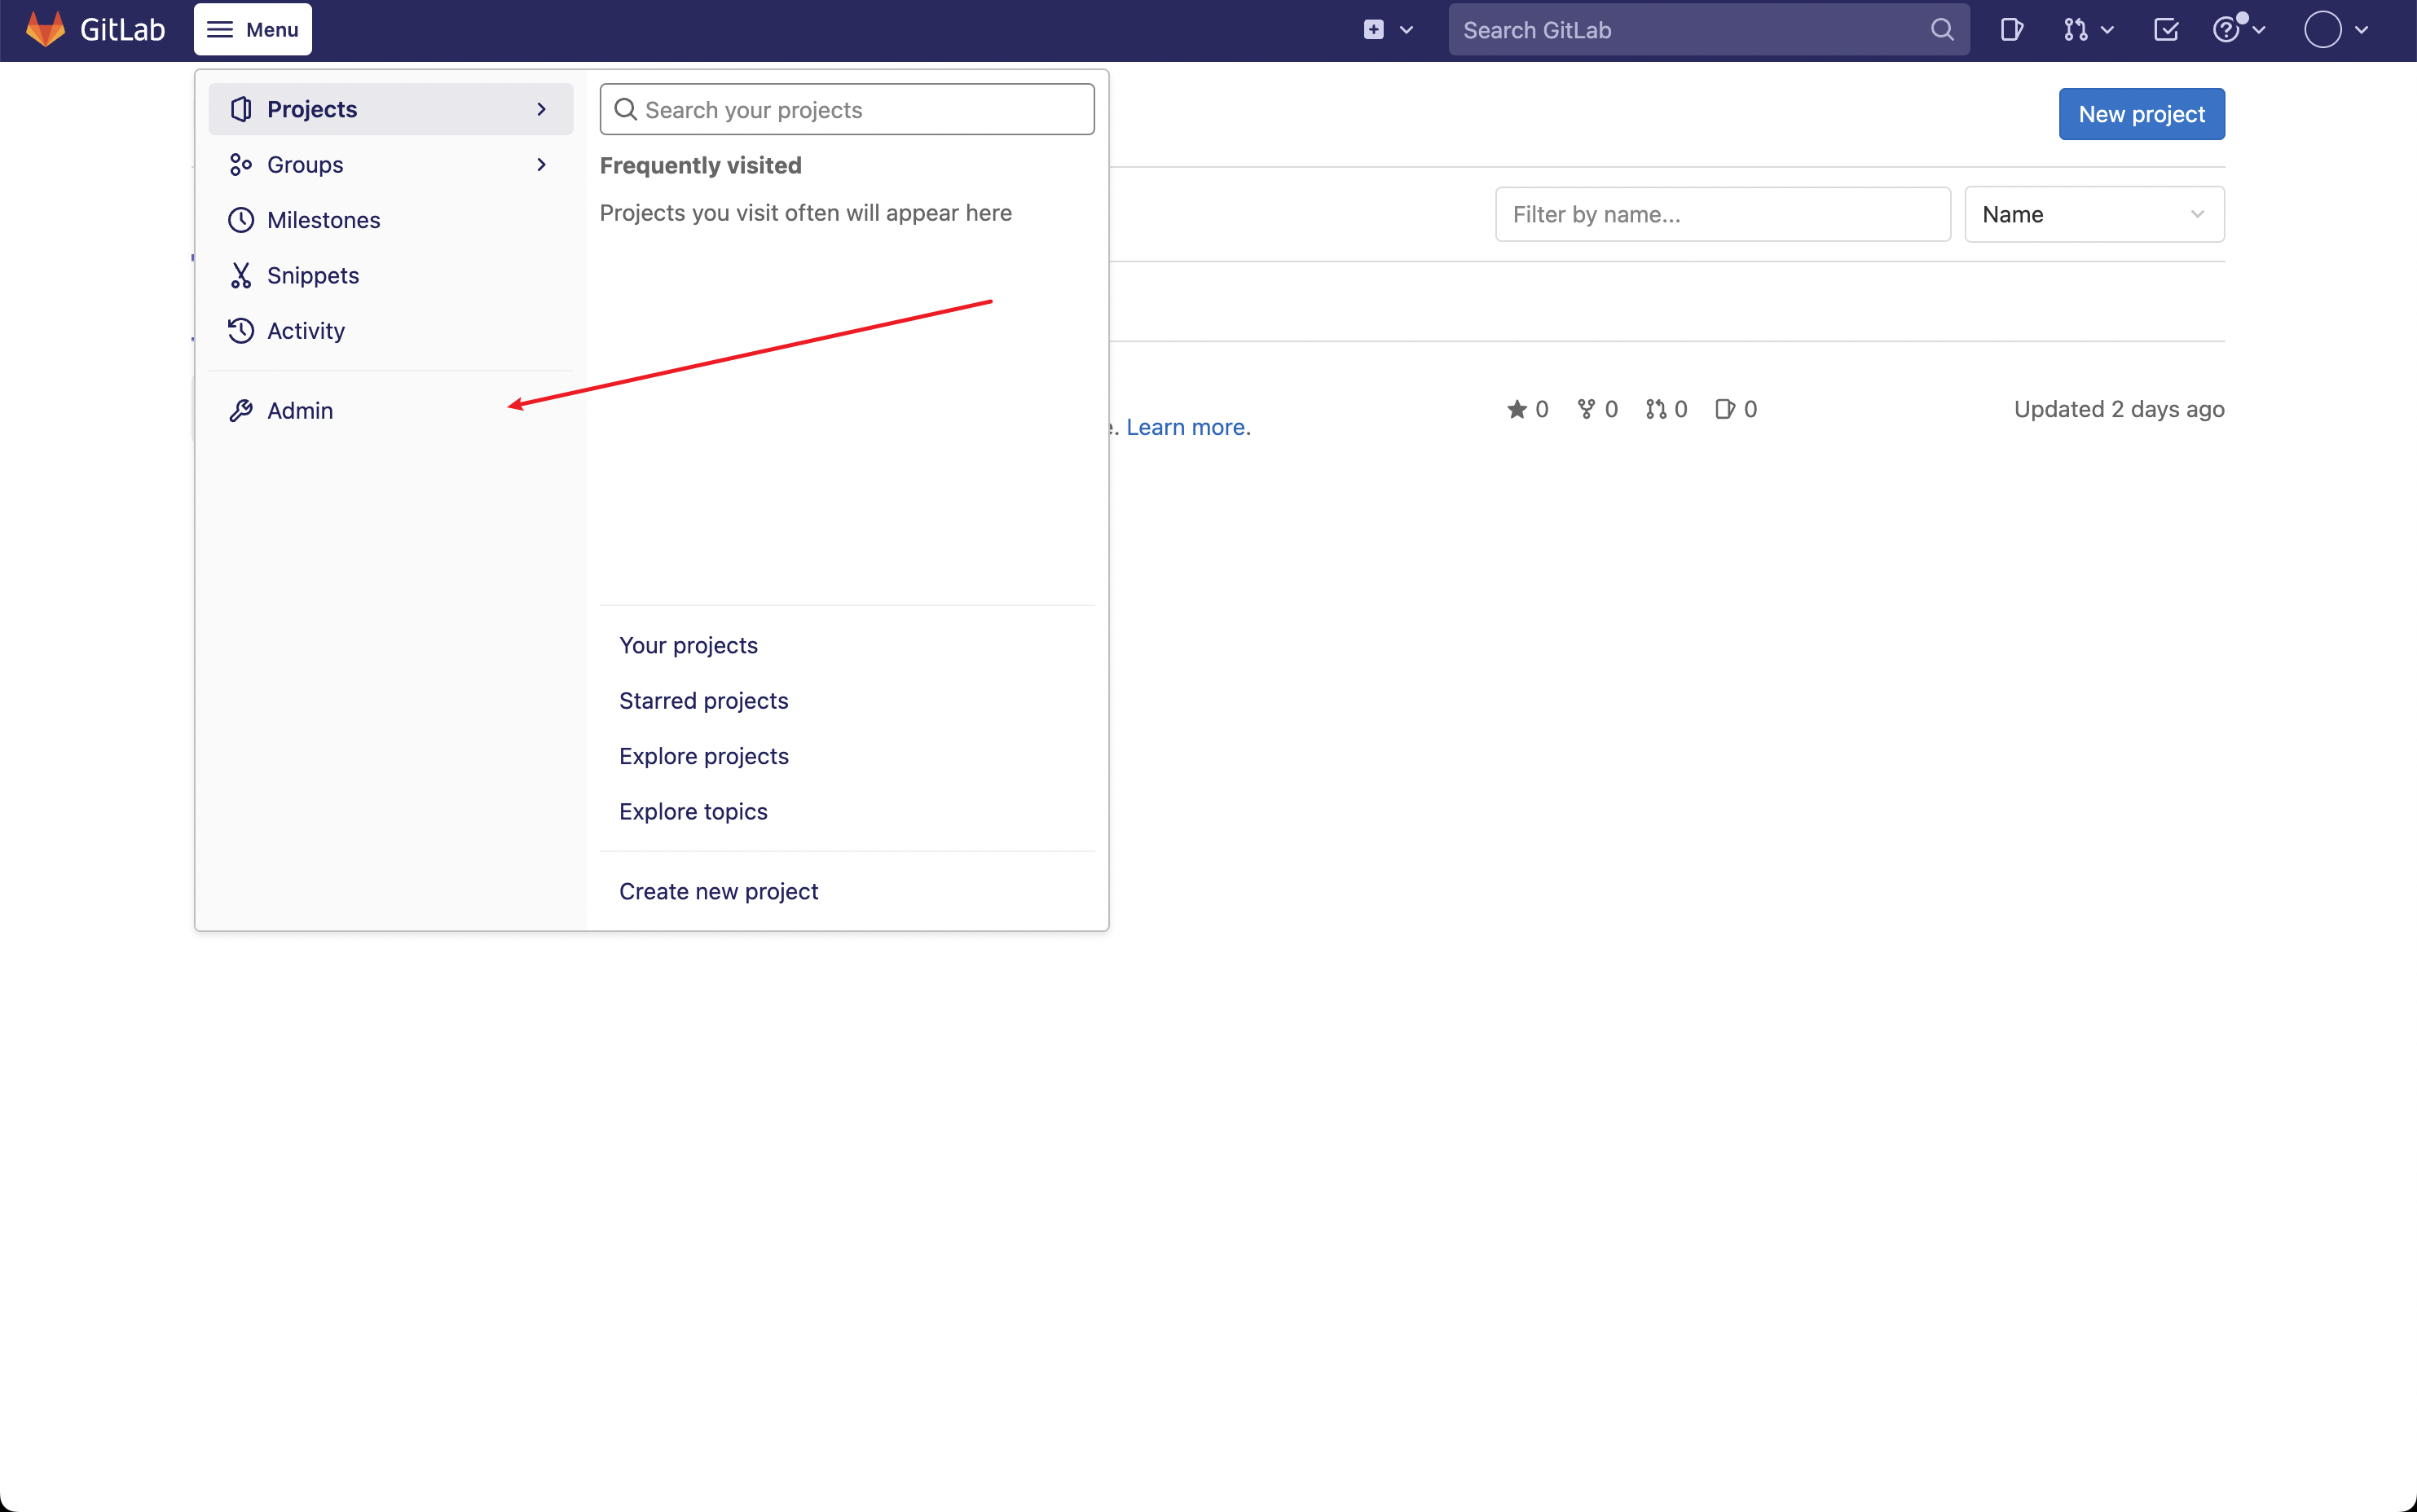 GitLab
Menu
Search GitLab
Projects
Groups
Milestones
Snippets
Activity
Admin
Search your projects
Frequently visited
Projects you visit often will appear here
Your projects
Starred projects
Explore projects
Explore topics
Create new project
New project
Filter by name...
Name
. Learn more.
0 0 0 0
Updated 2 days ago